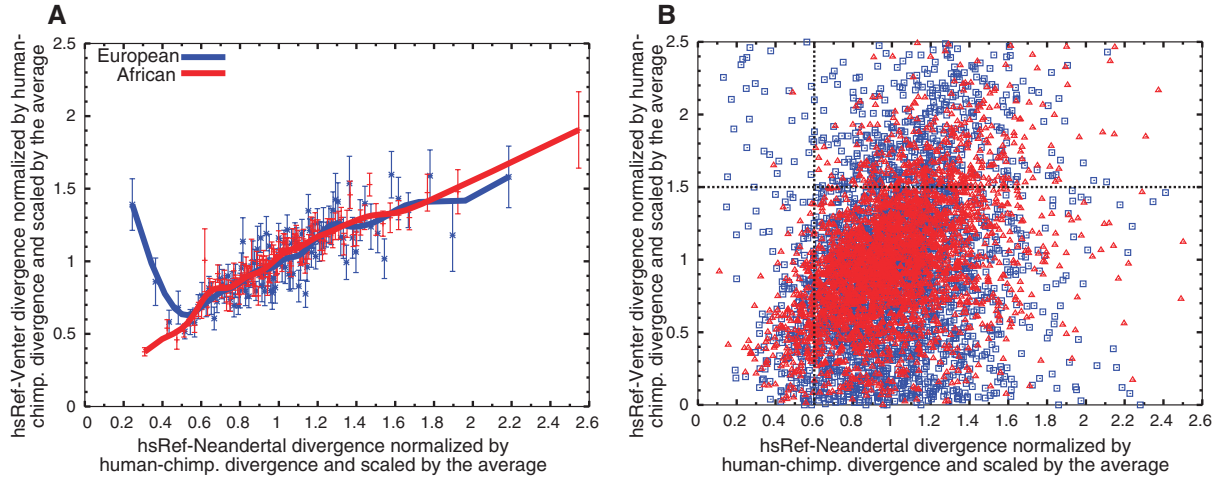 A
hsRef-Venter divergence normalized by human-
chimp. divergence and scaled by the average
European
African
2.5
2
1.5
1
0.5
0
0 0.2 0.4 0.6 0.8 1 1.2 1.4 1.6 1.8 2 2.2 2.4 2.6
hsRef-Neandertal divergence normalized by
human-chimp. divergence and scaled by the average
B
hsRef-Venter divergence normalized by human-
chimp. divergence and scaled by the average
2.5
2
1.5
1
0.5
0
0 0.2 0.4 0.6 0.8 1 1.2 1.4 1.6 1.8 2 2.2 2.4 2.6
hsRef-Neandertal divergence normalized by
human-chimp. divergence and scaled by the average